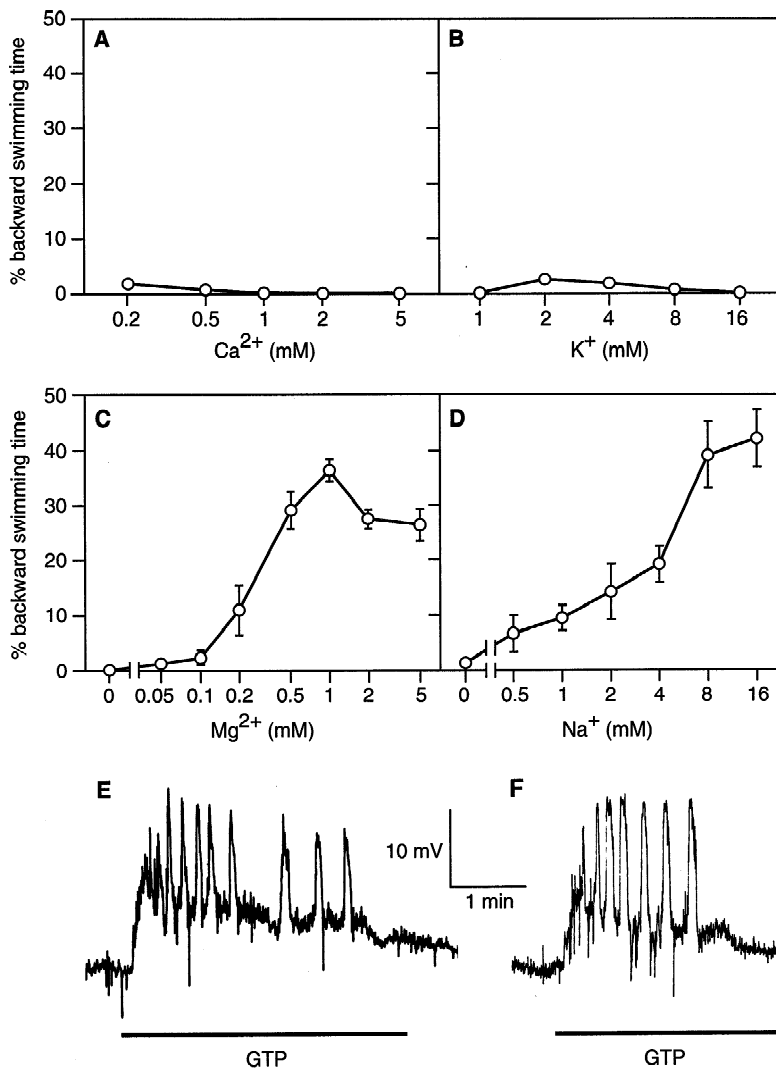 A
B
% backward swimming time
50
40
30
20
10
0
0.2 0.5 1 2 5
1 2 4 8 16
Ca2+ (mM)
K+ (mM)
C
D
% backward swimming time
50
40
30
20
10
0
0 0.05 0.1 0.2 0.5 1 2 5
0 0.5 1 2 4 8 16
Mg2+ (mM)
Na+ (mM)
E
F
10 mV
1 min
GTP
GTP